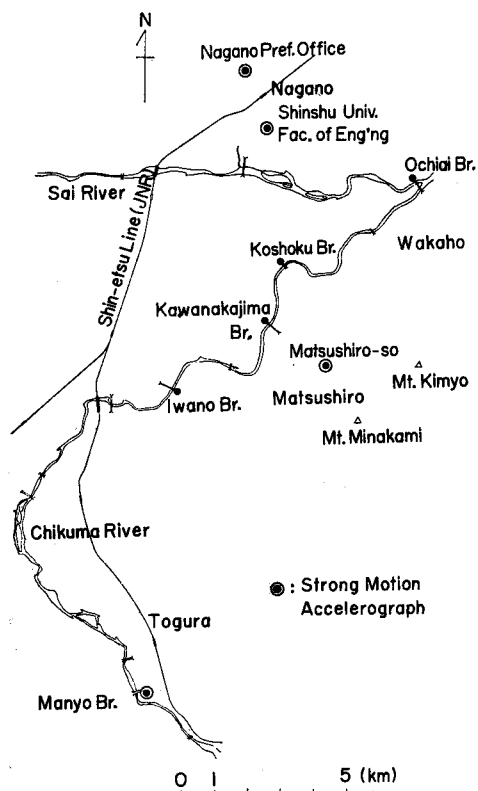 N
Nagano Pref. Office
Nagano
Shinshu Univ.
Fac. of Eng'ng
Ochiai Br.
Sai River
Shin-etsu Line (JNR)
Wakaho
Koshoku Br.
Kawanakajima
Br.
Matsushiro-so
Mt. Kimyo
Iwano Br.
Matsushiro
Mt. Minakami
Chikuma River
: Strong Motion
Accelerograph
Togura
Manyo Br.
0 1 5 (km)